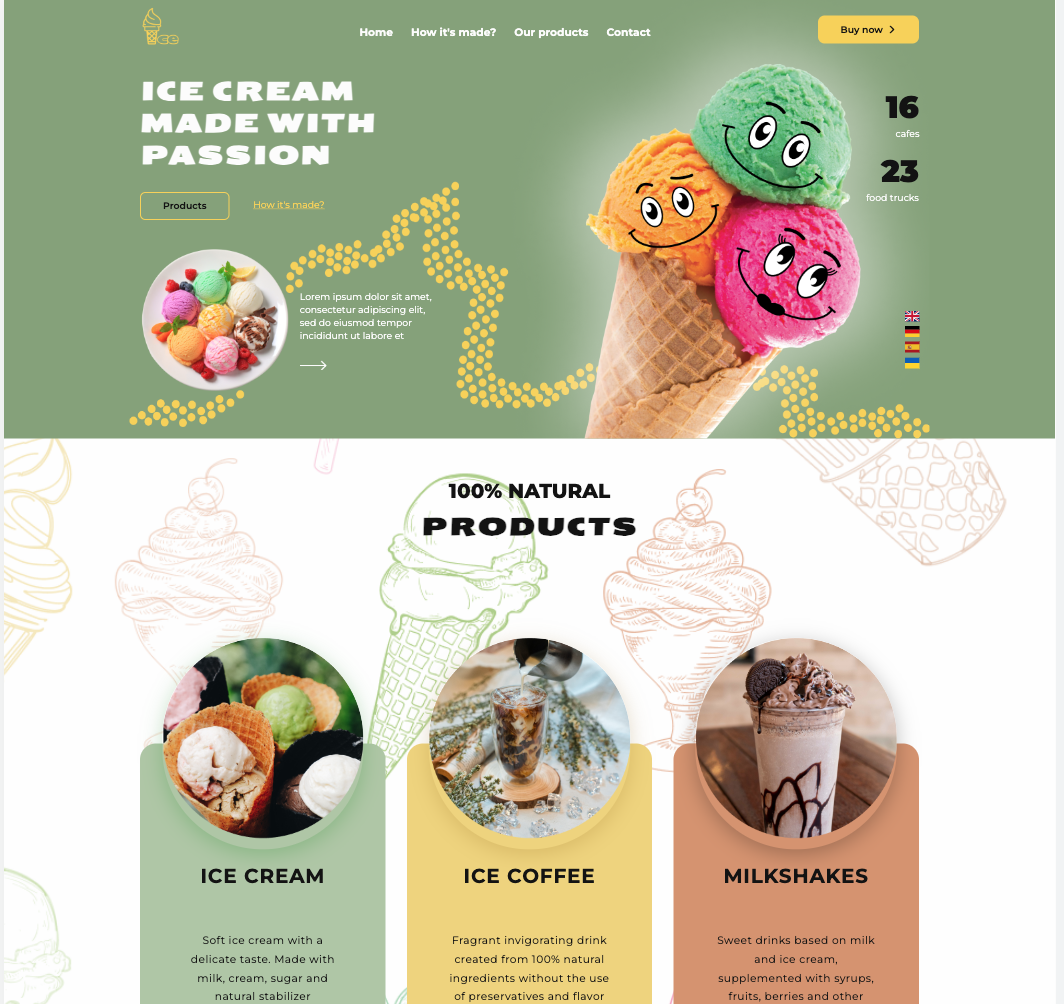 ice
Home
How it's made?
Our products
Contact
Buy now
ICE CREAM
MADE WITH
PASSION
16
cafes
23
food trucks
Products
How it's made?
Lorem ipsum dolor sit amet,
consectetur adipiscing elit,
sed do eiusmod tempor
incididunt ut labore et
100% NATURAL
PRODUCTS
ICE CREAM
Soft ice cream with a
delicate taste. Made with
milk, cream, sugar and
natural stabilizer
ICE COFFEE
Fragrant invigorating drink
created from 100% natural
ingredients without the use
of preservatives and flavor
MILKSHAKES
Sweet drinks based on milk
and ice cream,
supplemented with syrups,
fruits, berries and other